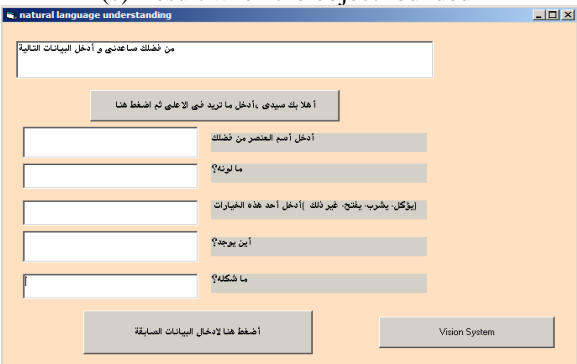 natural language understanding
من فضلك ساعدنى و أدخل البيانات التالية
أهلا بك سيدى ،أدخل ما تريد فى الاعلى ثم اضغط هنا
أدخل أسم العنصر من فضلك
ما لونه؟
(يؤكل- يشرب- يفتح- غير ذلك )أدخل أحد هذه الخيارات
أين يوجد؟
ما شكله؟
أ
أضغط هنا لادخال البيانات السابقة
Vision System